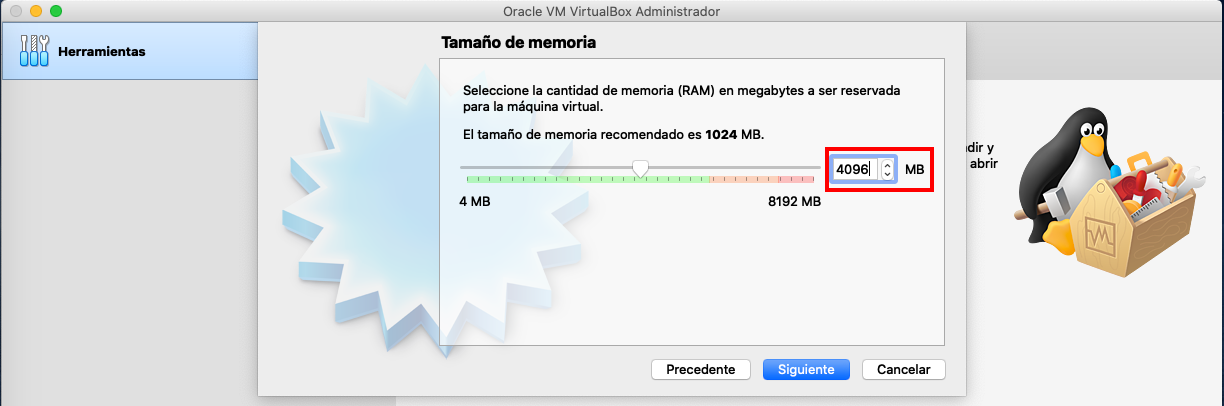 Oracle VM VirtualBox Administrador
Herramientas
Tamaño de memoria
Seleccione la cantidad de memoria (RAM) en megabytes a ser reservada
para la máquina virtual.
El tamaño de memoria recomendado es 1024 MB.
4096 MB
4 MB 8192 MB
y
abrir
Precedente Siguiente Cancelar